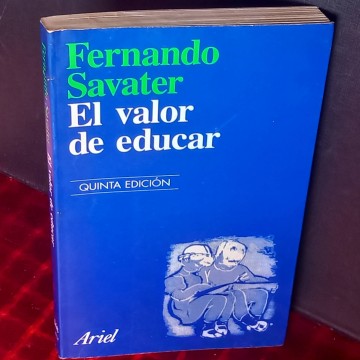 Fernando
Savater
El valor
de educar
QUINTA EDICIÓN
Ariel